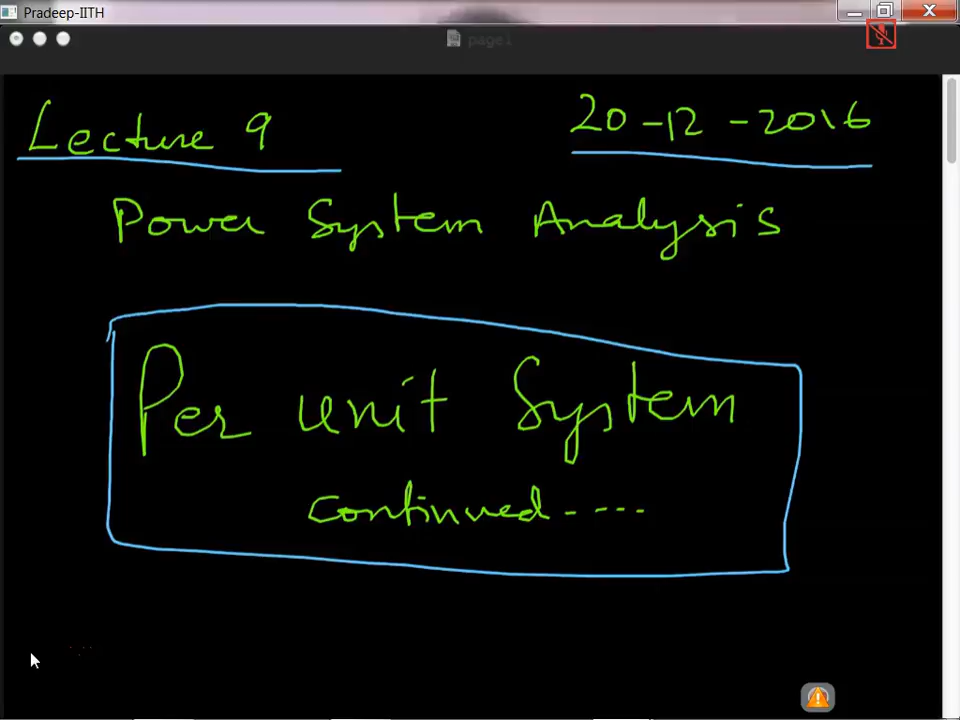 Pradeep-IITH
page1
Lecture 9
20-12-2016
Power System Analysis
Per unit System
continued-----